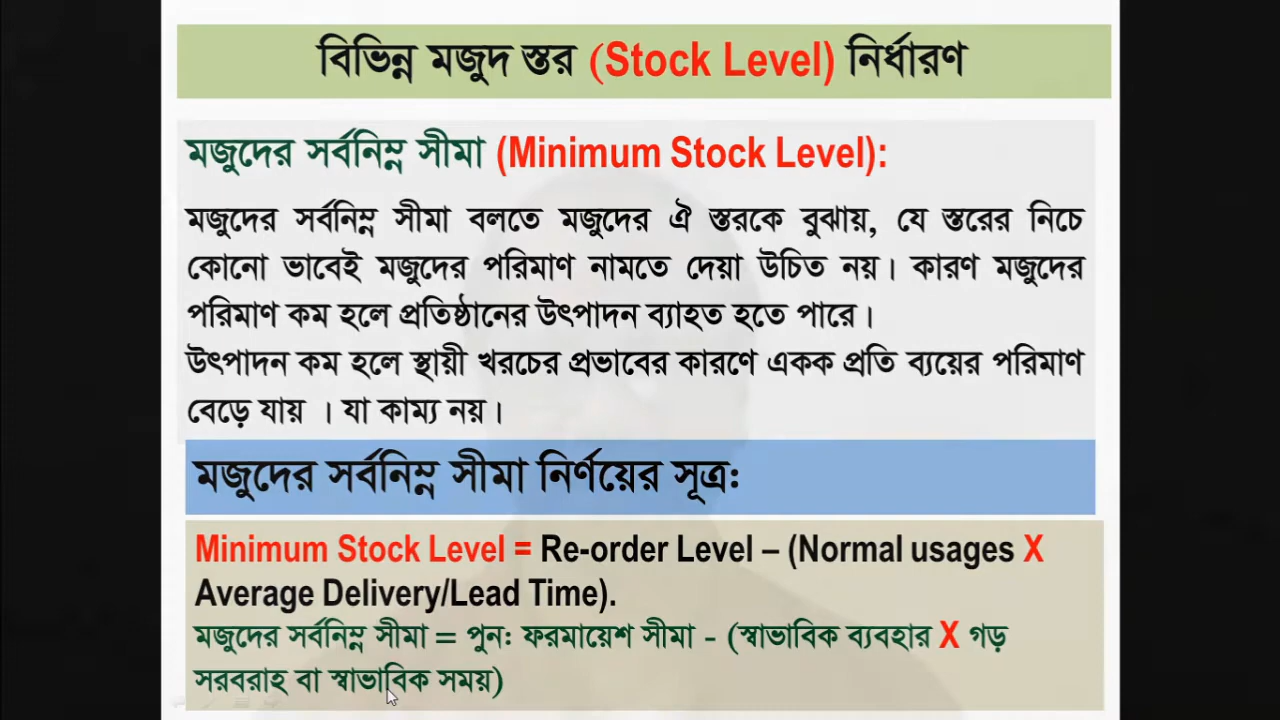 বিভিন্ন মজুদ স্তর (Stock Level) নির্ধারণ
মজুদের সর্বনিম্ন সীমা (Minimum Stock Level):
মজুদের সর্বনিম্ন সীমা বলতে মজুদের ঐ স্তরকে বুঝায়, যে স্তরের নিচে
কোনো ভাবেই মজুদের পরিমাণ নামতে দেয়া উচিত নয়। কারণ মজুদের
পরিমাণ কম হলে প্রতিষ্ঠানের উৎপাদন ব্যাহত হতে পারে।
উৎপাদন কম হলে স্থায়ী খরচের প্রভাবের কারণে একক প্রতি ব্যয়ের পরিমাণ
বেড়ে যায় । যা কাম্য নয়।
মজুদের সর্বনিম্ন সীমা নির্ণয়ের সূত্র:
Minimum Stock Level = Re-order Level – (Normal usages X
Average Delivery/Lead Time).
মজুদের সর্বনিম্ন সীমা = পুন: ফরমায়েশ সীমা - (স্বাভাবিক ব্যবহার X গড়
সরবরাহ বা স্বাভাবিক সময়)